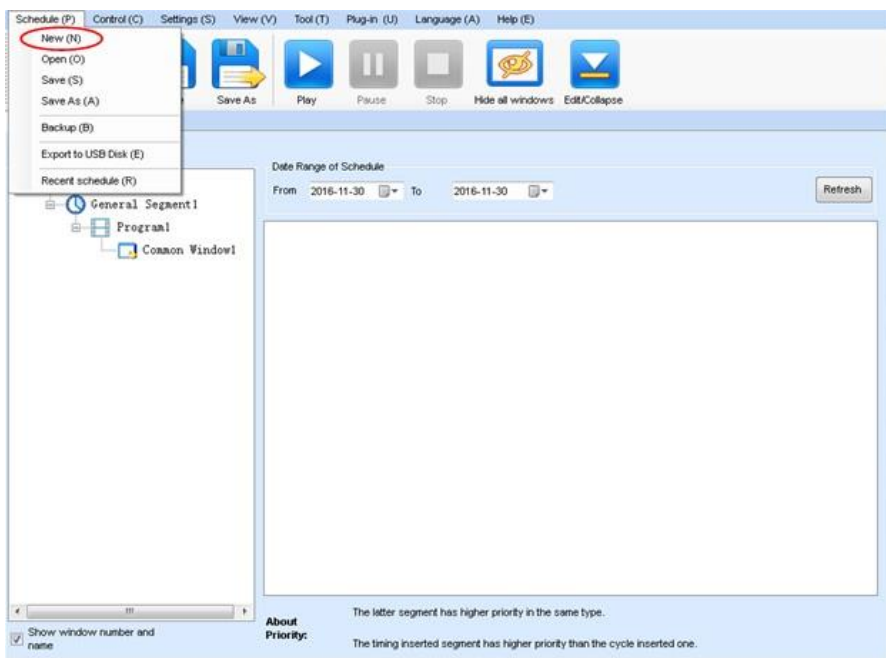 Schedule (P) Control (C) Settings (S) View (V) Tool (T) Plug-in (U) Language (A) Help (E)
New (N)
Open (O)
Save (S)
Save As (A)
Backup (B)
Export to USB Disk (E)
Recent schedule (R)
Save As Play Pause Stop Hide all windows Edit/Collapse
Date Range of Schedule
From 2016-11-30 To 2016-11-30 Refresh
General Segment1
Program1
Common Window1
Show window number and
name
About
Priority:
The latter segment has higher priority in the same type.
The timing inserted segment has higher priority than the cycle inserted one.